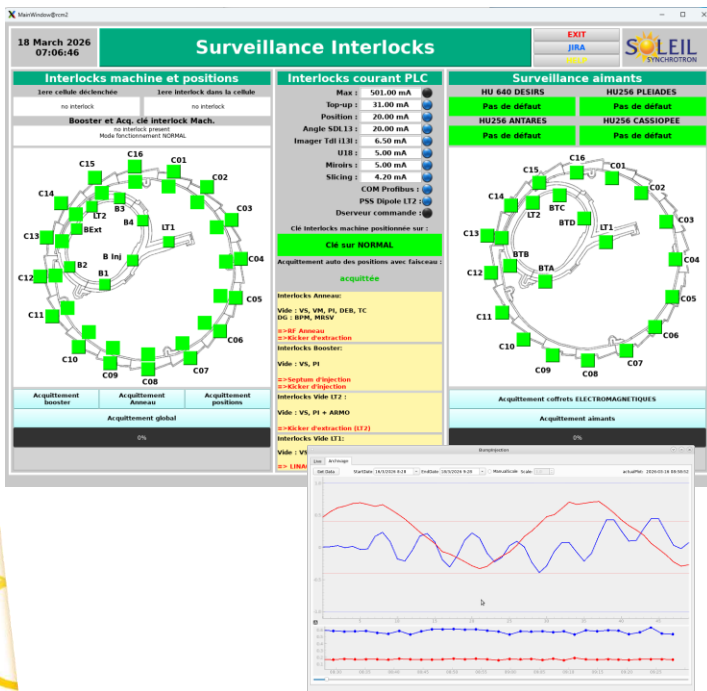 MainWindow@rcm2
18 March 2026
07:06:46
Surveillance Interlocks
EXIT
JIRA
HELP
SOLEIL
SYNCHROTRON
Interlocks machine et positions
1ere cellule déclenchée
1ere interlock dans la cellule
no interlock
no interlock
Booster et Acq. clé interlock Mach.
no interlock present
Mode fonctionnement NORMAL
C16
C01
C15
C02
C14
B3
LT2
B4
C03
BExt
LT1
C13
B Inj
C04
B2
C12
B1
C05
C11
C06
C10
C07
C09
C08
Acquittement booster
Acquittement Anneau
Acquittement positions
Acquittement global
0%
Interlocks courant PLC
Max : 501.00 mA
Top-up : 31.00 mA
Position : 20.00 mA
Angle SDL13 : 20.00 mA
Imager Tdl i13l : 6.50 mA
U18 : 5.00 mA
Miroirs : 5.00 mA
Slicing : 4.20 mA
COM Profibus :
PSS Dipole LT2 :
Dserveur commande :
Clé Interlocks machine positionnée sur :
Clé sur NORMAL
Acquittement auto des positions avec faisceau :
acquittée
Interlocks Anneau:
Vide : VS, VM, PI, DEB, TC
DG : BPM, MRSV
=>RF Anneau
=>Kicker d'extraction
Interlocks Booster:
Vide : VS, PI
=>Septum d'injection
=>Kicker d'injection
Interlocks Vide LT2 :
Vide : VS, PI + ARMO
=>Kicker d'extraction (LT2)
Interlocks Vide LT1:
Vide : VS
=> LINAC
Surveillance aimants
HU 640 DESIRS
HU256 PLEIADES
Pas de défaut
Pas de défaut
HU256 ANTARES
HU256 CASSIOPEE
Pas de défaut
Pas de défaut
C16
C01
C15
C02
C14
BTC
LT2
BTD
LT1
C03
C13
BTB
C04
C12
BTA
C05
C11
C06
C10
C07
C09
C08
Acquittement coffrets ELECTROMAGNETIQUES
Acquittement aimants
0%
Live
Get Data
ManualScale
Scale